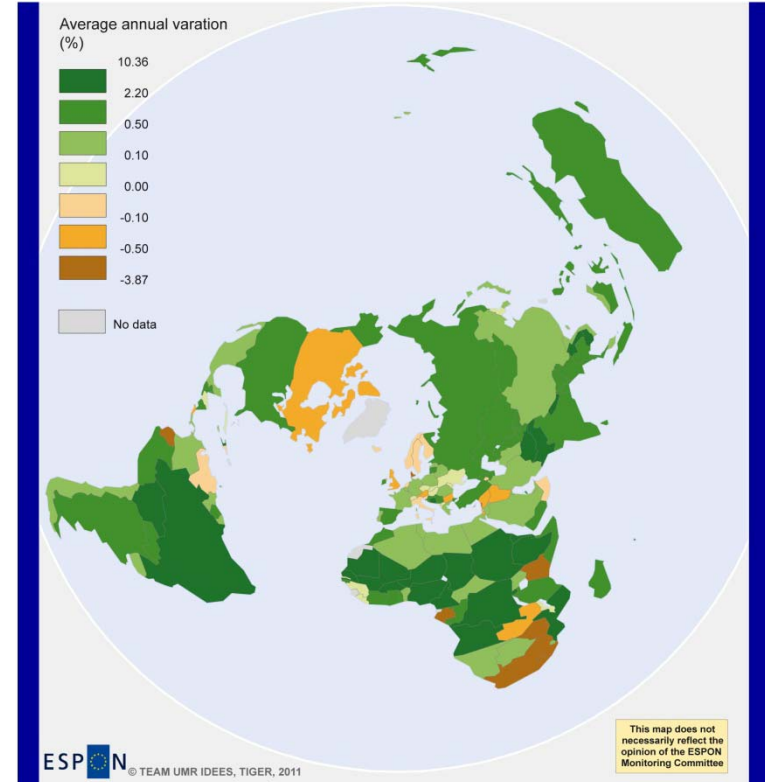 Average annual varation
(%)
10.36
2.20
0.50
0.10
0.00
-0.10
-0.50
-3.87
No data
ESPON
© TEAM UMR IDEES, TIGER, 2011
This map does not
necessarily reflect the
opinion of the ESPON
Monitoring Committee